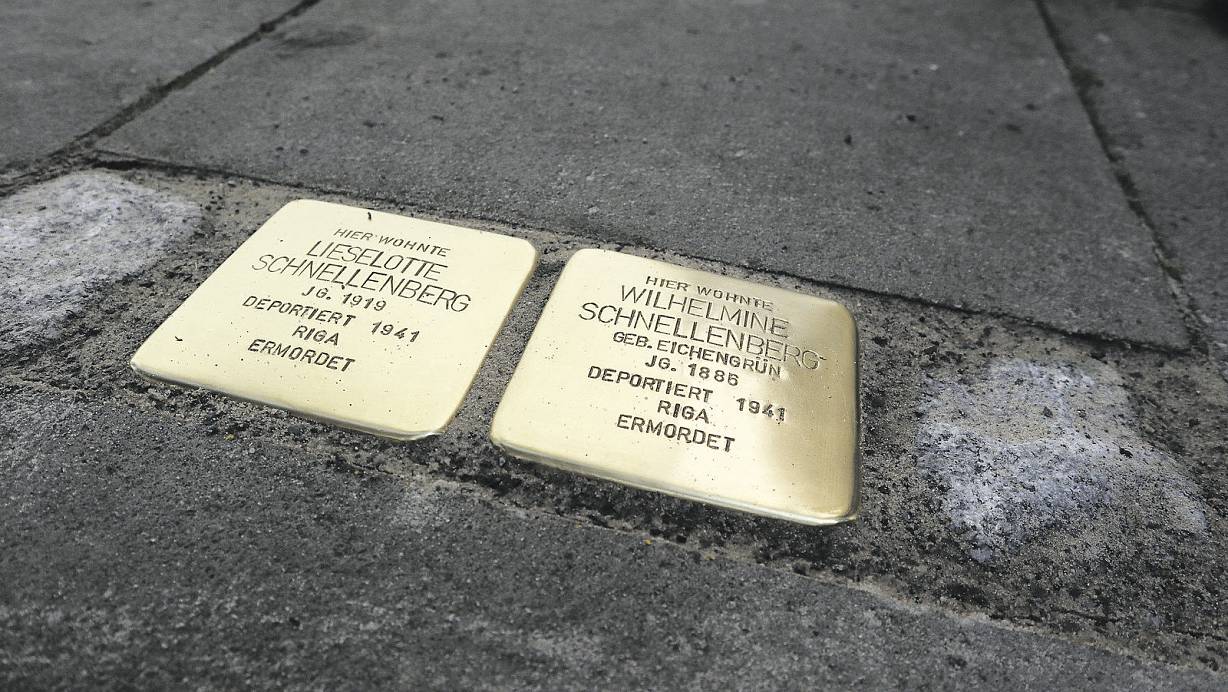 HIER WOHNTE
LIESELOTTE
SCHNELLENBERG
JG. 1919
DEPORTIERT 1941
RIGA
ERMORDET
HIER WOHNTE
WILHELMINE
SCHNELLENBERG
GEB. EICHENGRÜN
JG. 1886
DEPORTIERT 1941
RIGA
ERMORDET